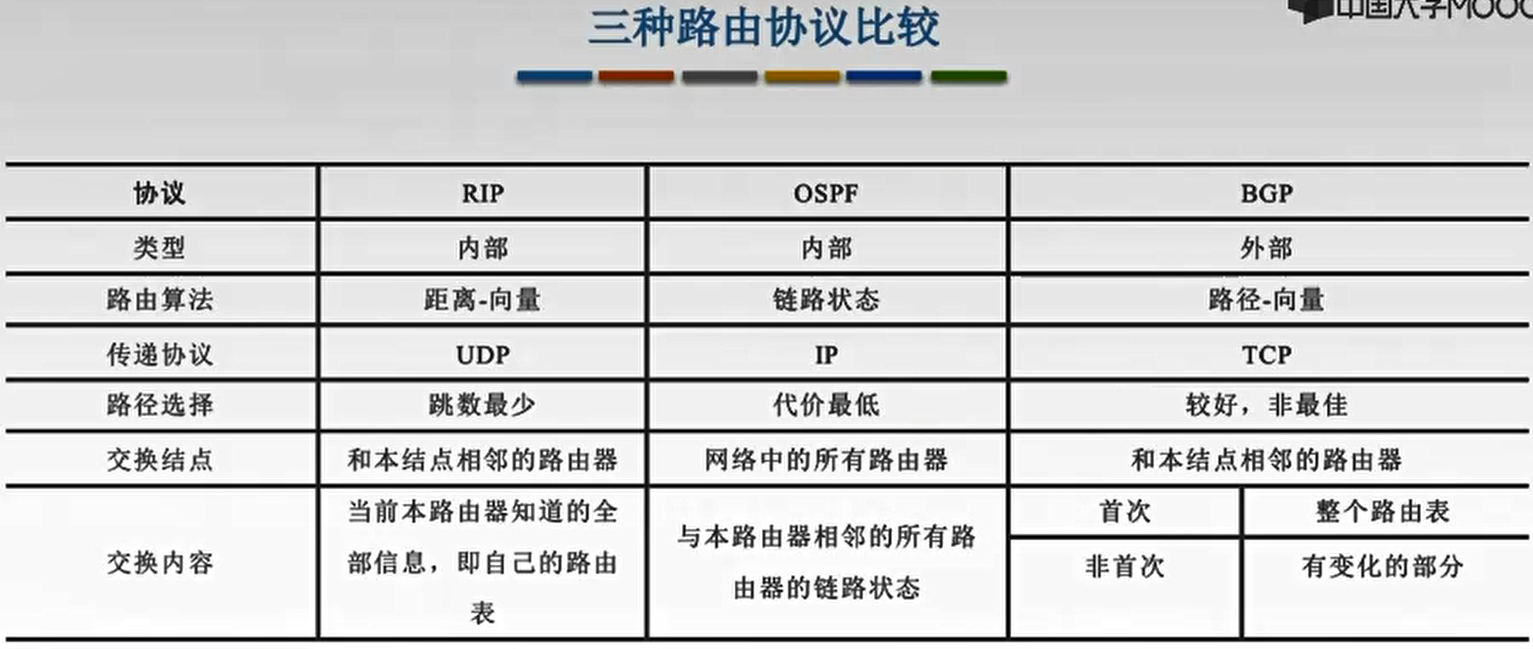 中国大学MOOC
三种路由协议比较
协议 RIP OSPF BGP
类型 内部 内部 外部
路由算法 距离-向量 链路状态 路径-向量
传递协议 UDP IP TCP
路径选择 跳数最少 代价最低 较好，非最佳
交换结点 和本结点相邻的路由器 网络中的所有路由器 和本结点相邻的路由器
交换内容
当前本路由器知道的全
部信息，即自己的路由
表
与本路由器相邻的所有路
由器的链路状态
首次 整个路由表
非首次 有变化的部分